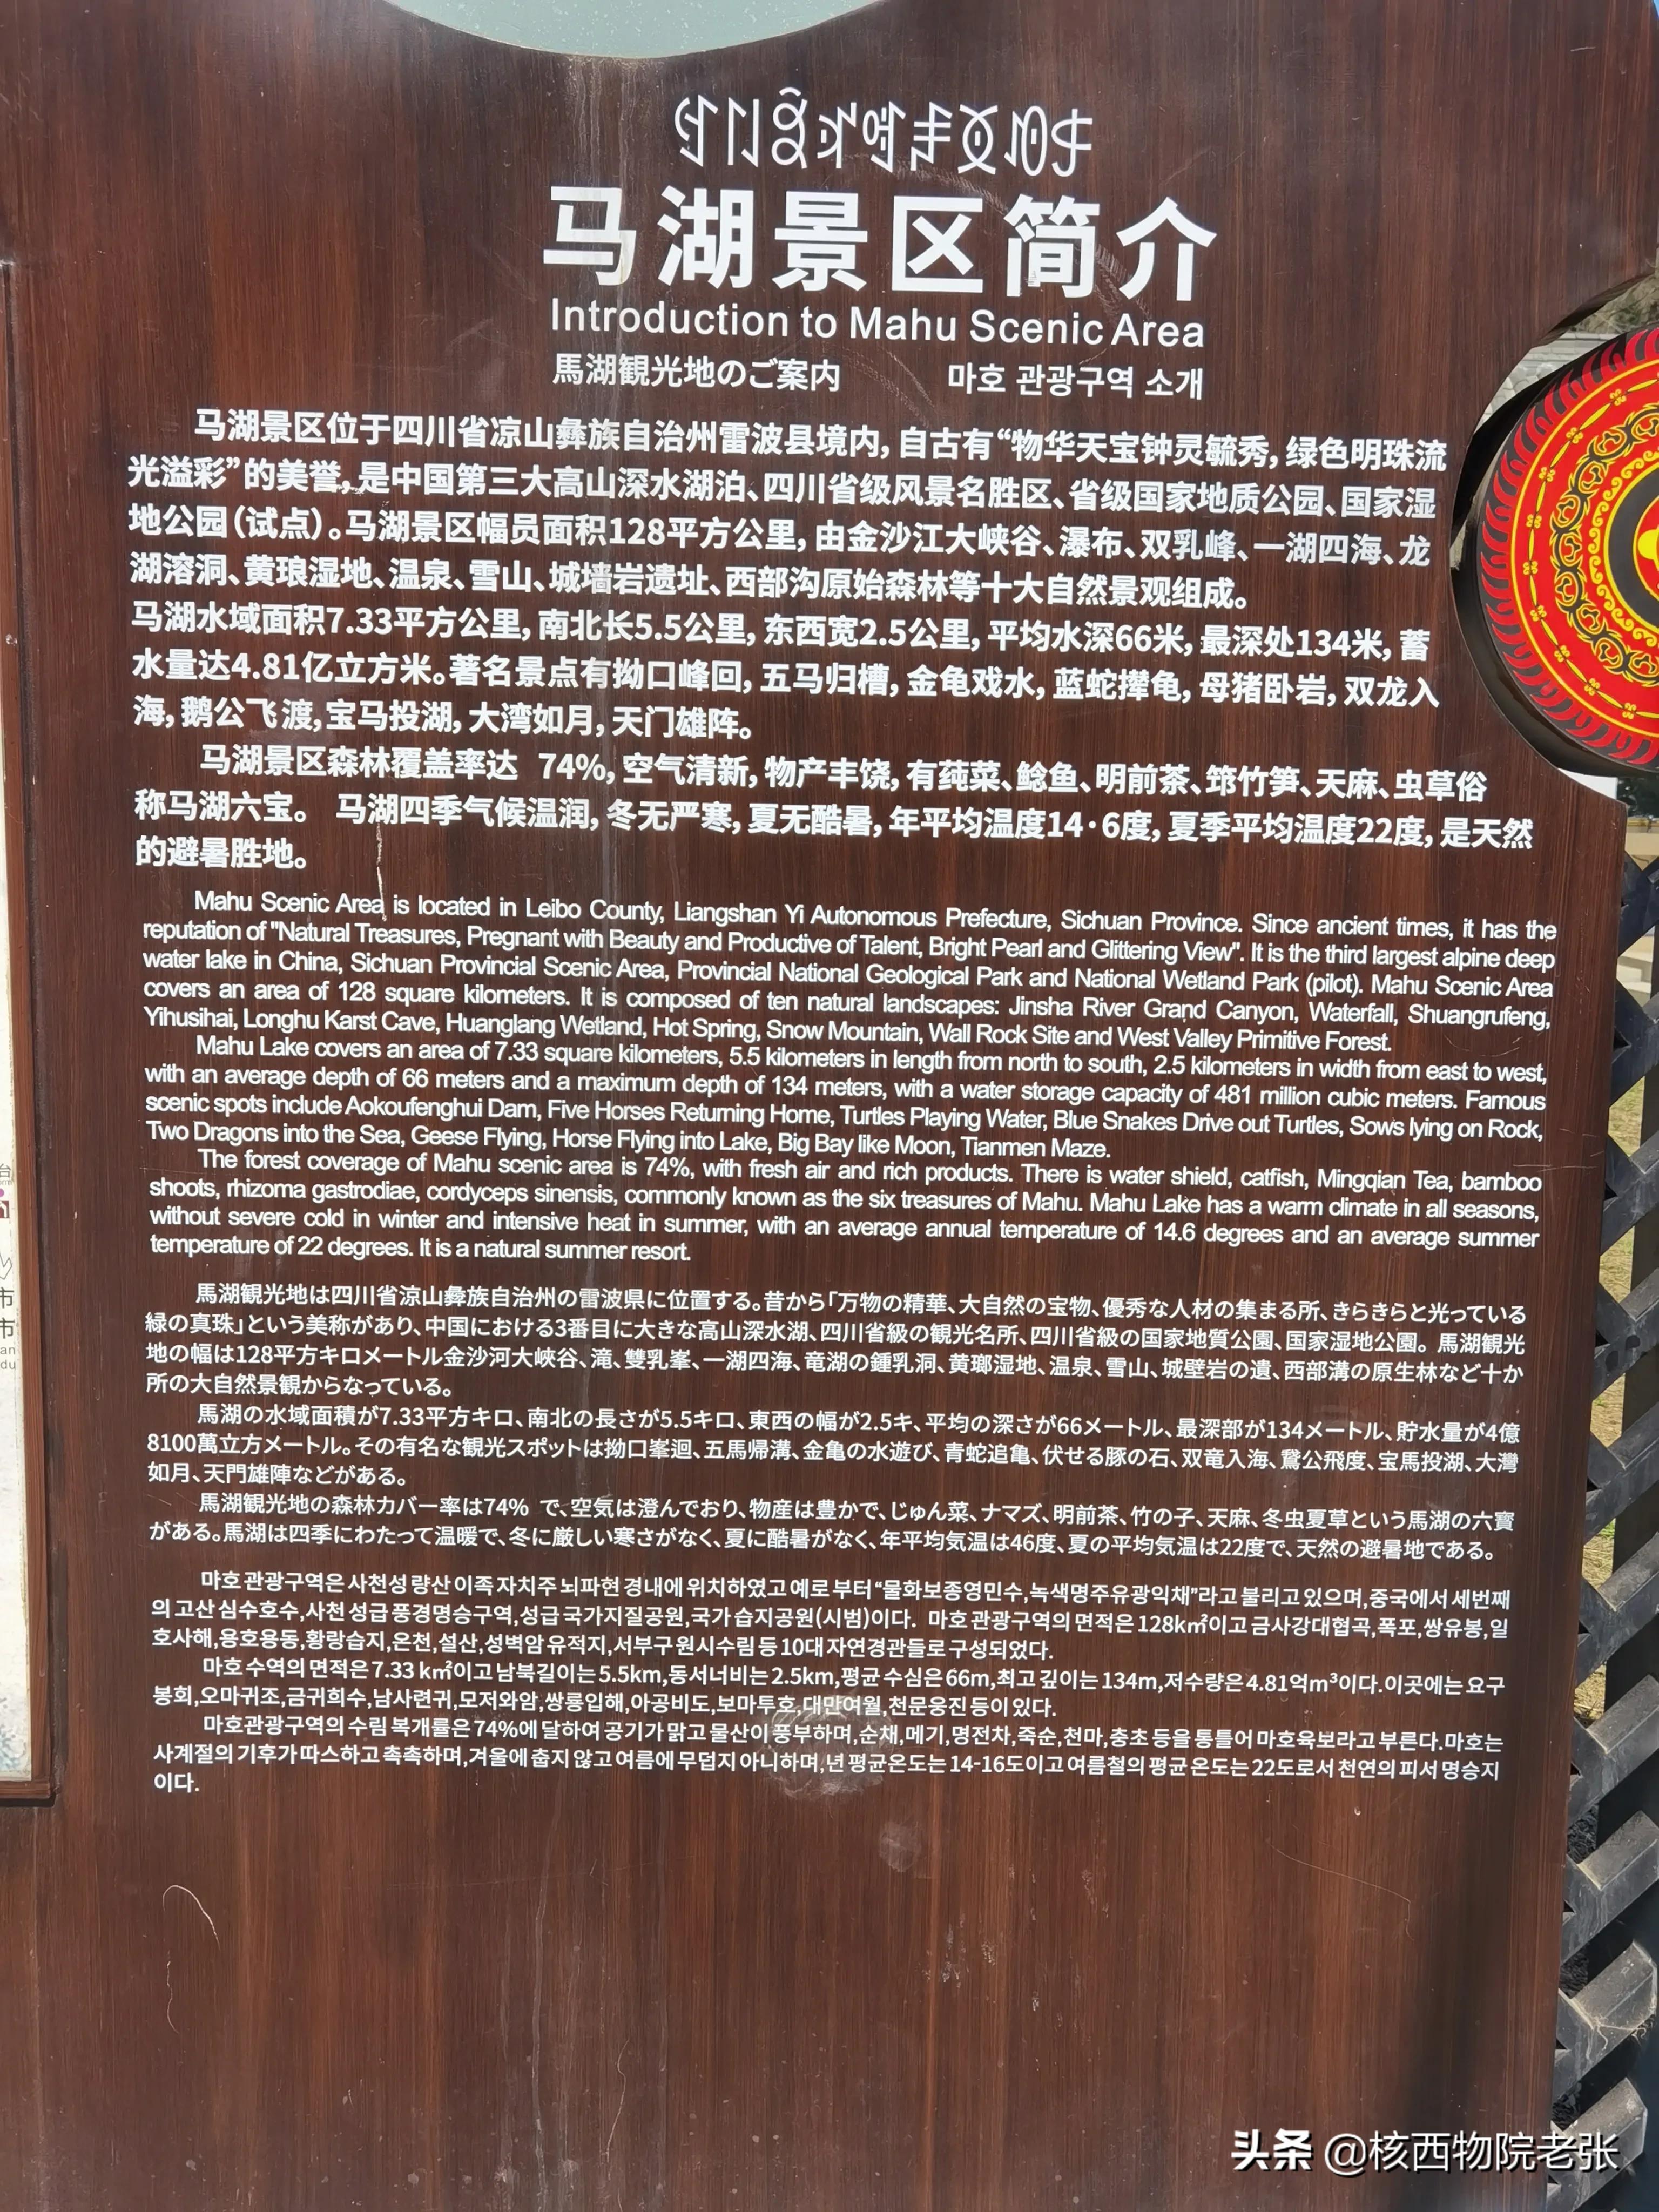 马湖景区简介
Introduction to Mahu Scenic Area
馬湖観光地のご案内 마호 관광구역 소개
马湖景区位于四川省凉山彝族自治州雷波县境内，自古有“物华天宝钟灵毓秀，绿色明珠流
光溢彩”的美誉，是中国第三大高山深水湖泊、四川省级风景名胜区、省级国家地质公园、国家湿
地公园（试点）。马湖景区幅员面积128平方公里，由金沙江大峡谷、瀑布、双乳峰、一湖四海、龙
湖溶洞、黄琅湿地、温泉、雪山、城墙岩遗址、西部沟原始森林等十大自然景观组成。
马湖水域面积7.33平方公里，南北长5.5公里，东西宽2.5公里，平均水深66米，最深处134米，蓄
水量达4.81亿立方米。著名景点有拗口峰回，五马归槽，金龟戏水，蓝蛇撵龟，母猪卧岩，双龙入
海，鹅公飞渡，宝马投湖，大湾如月，天门雄阵。
马湖景区森林覆盖率达 74%，空气清新，物产丰饶，有莼菜、鲶鱼、明前茶、筇竹笋、天麻、虫草俗
称马湖六宝。 马湖四季气候温润，冬无严寒，夏无酷暑，年平均温度14·6度，夏季平均温度22度，是天然
的避暑胜地。
Mahu Scenic Area is located in Leibo County, Liangshan Yi Autonomous Prefecture, Sichuan Province. Since ancient times, it has the
reputation of "Natural Treasures, Pregnant with Beauty and Productive of Talent, Bright Pearl and Glittering View". It is the third largest alpine deep
water lake in China, Sichuan Provincial Scenic Area, Provincial National Geological Park and National Wetland Park (pilot). Mahu Scenic Area
covers an area of 128 square kilometers. It is composed of ten natural landscapes: Jinsha River Grand Canyon, Waterfall, Shuangrufeng,
Yihusihai, Longhu Karst Cave, Huanglang Wetland, Hot Spring, Snow Mountain, Wall Rock Site and West Valley Primitive Forest.
Mahu Lake covers an area of 7.33 square kilometers, 5.5 kilometers in length from north to south, 2.5 kilometers in width from east to west,
with an average depth of 66 meters and a maximum depth of 134 meters, with a water storage capacity of 481 million cubic meters. Famous
scenic spots include Aokoufenghui Dam, Five Horses Returning Home, Turtles Playing Water, Blue Snakes Drive out Turtles, Sows lying on Rock,
Two Dragons into the Sea, Geese Flying, Horse Flying into Lake, Big Bay like Moon, Tianmen Maze.
The forest coverage of Mahu scenic area is 74%, with fresh air and rich products. There is water shield, catfish, Mingqian Tea, bamboo
shoots, rhizoma gastrodiae, cordyceps sinensis, commonly known as the six treasures of Mahu. Mahu Lake has a warm climate in all seasons,
without severe cold in winter and intensive heat in summer, with an average annual temperature of 14.6 degrees and an average summer
temperature of 22 degrees. It is a natural summer resort.
馬湖観光地は四川省涼山彝族自治州の雷波県に位置する。昔から「万物の精華、大自然の宝物、優秀な人材の集まる所、きらきらと光っている
緑の真珠」という美称があり、中国における3番目に大きな高山深水湖、四川省級の観光名所、四川省級の国家地質公園、国家湿地公園。馬湖観光
地の幅は128平方キロメートル金沙河大峡谷、滝、雙乳峯、一湖四海、竜湖の鍾乳洞、黄瑯湿地、温泉、雪山、城壁岩の遺、西部溝の原生林など十か
所の大自然景観からなっている。
馬湖の水域面積が7.33平方キロ、南北の長さが5.5キロ、東西の幅が2.5キ、平均の深さが66メートル、最深部が134メートル、貯水量が4億
8100萬立方メートル。その有名な観光スポットは拗口峯迴、五馬帰溝、金亀の水遊び、青蛇追亀、伏せる豚の石、双竜入海、鵞公飛度、宝馬投湖、大灣
如月、天門雄陣などがある。
馬湖観光地の森林カバー率は74% で、空気は澄んでおり、物産は豊かで、じゅん菜、ナマズ、明前茶、竹の子、天麻、冬虫夏草という馬湖の六寳
がある。馬湖は四季にわたって温暖で、冬に厳しい寒さがなく、夏に酷暑がなく、年平均気温は46度、夏の平均気温は22度で、天然の避暑地である。
마호 관광구역은 사천성 량산 이족 자치주 뇌파현 경내에 위치하였고 예로 부터 “물화보종영민수,녹색명주유광익채”라고 불리고 있으며,중국에서 세번째
의 고산 심수호수,사천 성급 풍경명승구역,성급 국가지질공원,국가 습지공원(시범)이다. 마호 관광구역의 면적은 128㎢이고 금사강대협곡,폭포,쌍유봉,일
호사해,용호용동,황랑습지,온천,설산,성벽암 유적지,서부구 원시수림 등 10대 자연경관들로 구성되었다.
마호 수역의 면적은 7.33 ㎢이고 남북길이는 5.5km,동서너비는 2.5km,평균 수심은 66m,최고 깊이는 134m,저수량은 4.81억m³이다.이곳에는 요구
봉회,오마귀조,금귀희수,남사련귀,모저와암,쌍룡입해,아공비도,보마투호,대만여월,천문웅진 등이 있다.
마호관광구역의 수림 복개률은 74%에 달하여 공기가 맑고 물산이 풍부하며,순채,메기,명전차,죽순,천마,충초 등을 통틀어 마호육보라고 부른다.마호는
사계절의 기후가 따스하고 촉촉하며,겨울에 춥지 않고 여름에 무덥지 아니하며,년 평균온도는 14-16도이고 여름철의 평균 온도는 22도로서 천연의 피서 명승지
이다.
头条 @核西物院老张